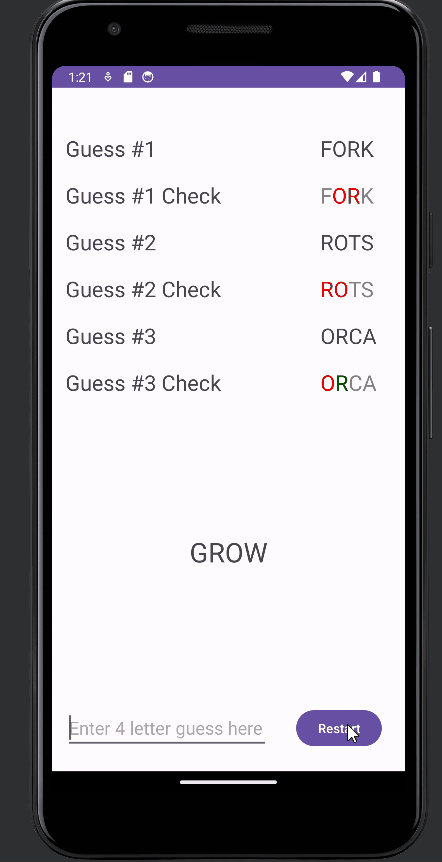 1:21
Guess #1 FORK
Guess #1 Check FORK
Guess #2 ROTS
Guess #2 Check ROTS
Guess #3 ORCA
Guess #3 Check ORCA
GROW
Enter 4 letter guess here Restart